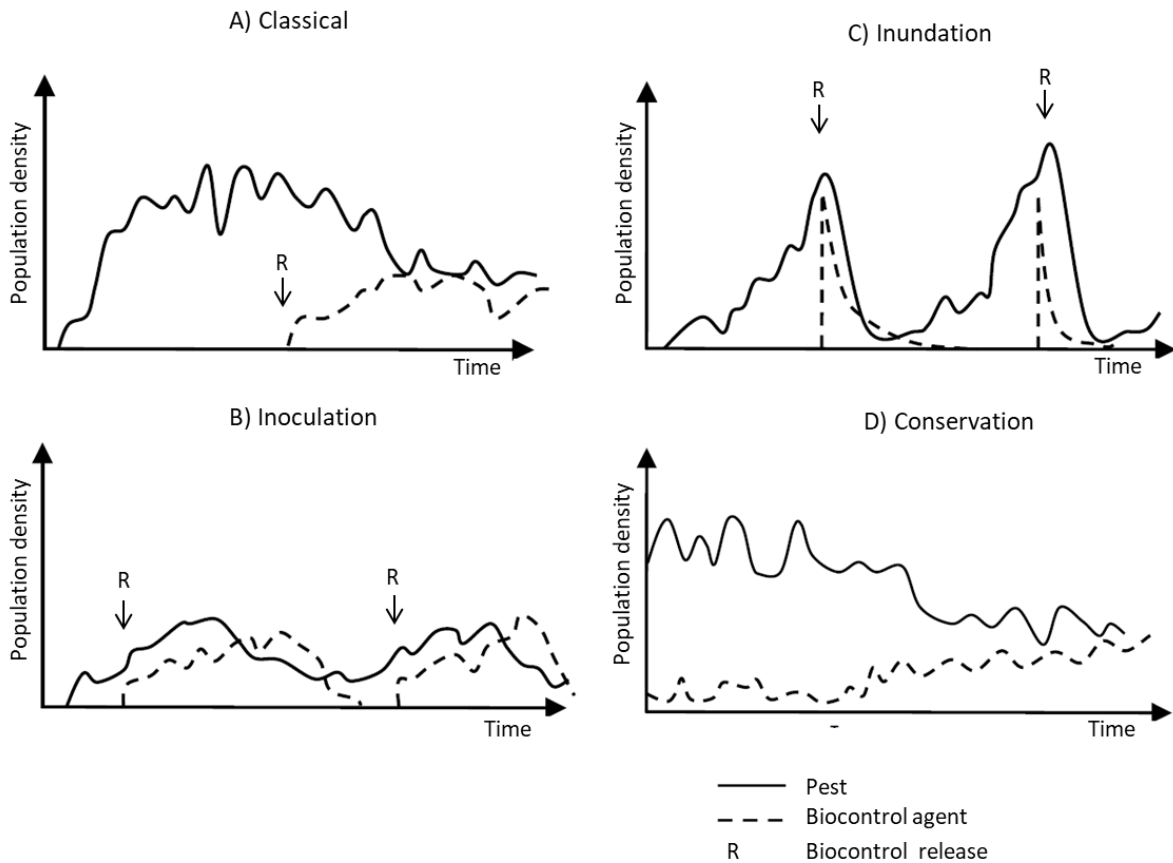 A) Classical
Population density
R
Time
B) Inoculation
Population density
R
R
Time
C) Inundation
Population density
R
R
Time
D) Conservation
Population density
Time
Pest
Biocontrol agent
R Biocontrol release